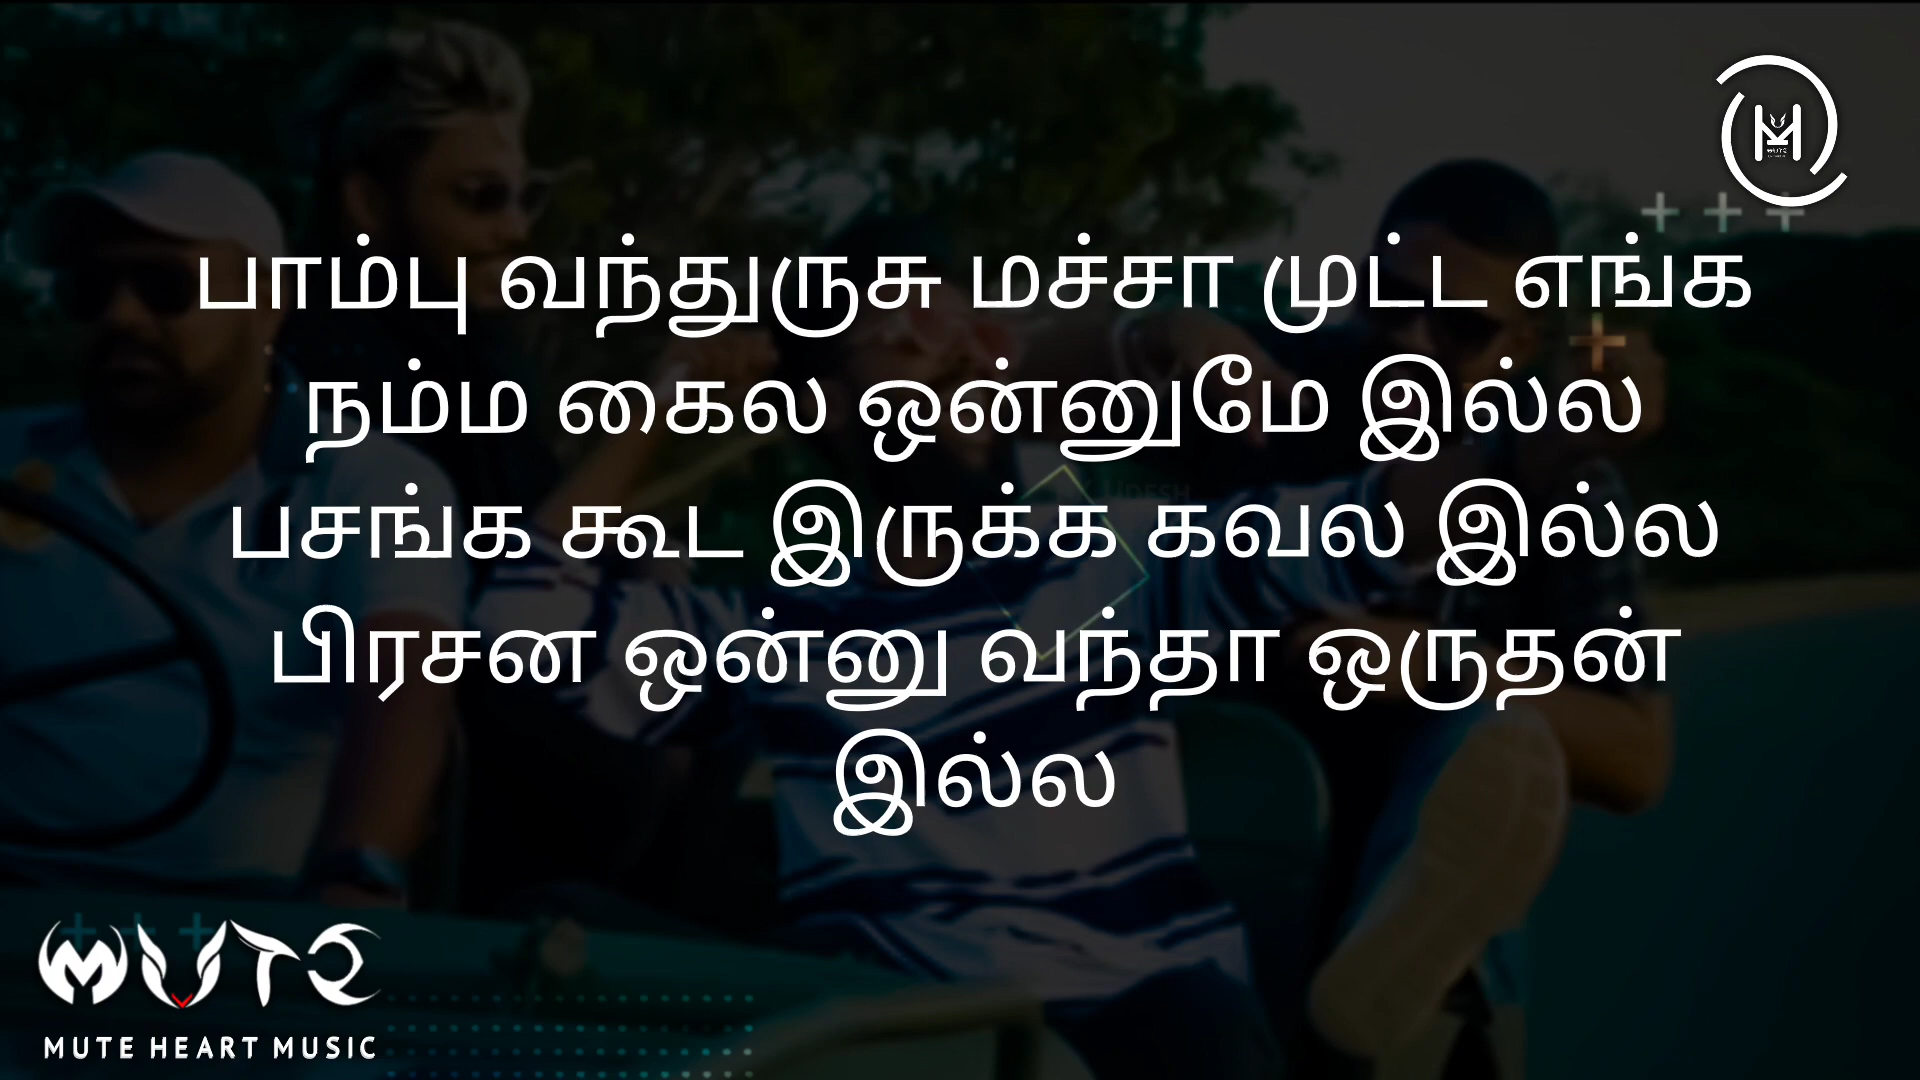 பாம்பு வந்துருசு மச்சா முட்ட எங்க
நம்ம கைல ஒன்னுமே இல்ல
பசங்க கூட இருக்க கவல இல்ல
பிரசன ஒன்னு வந்தா ஒருதன்
இல்ல
MUTE
MUTE HEART MUSIC